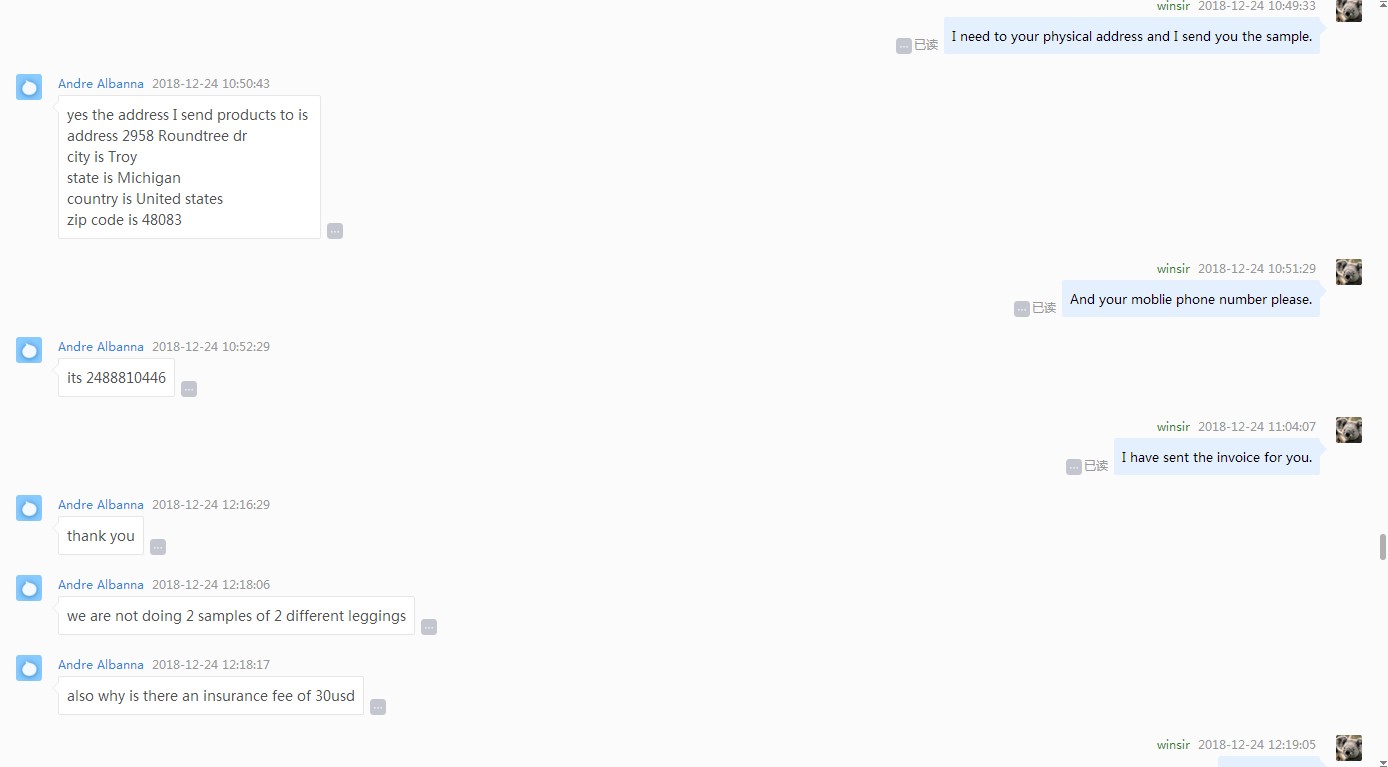 winsir 2018-12-24 10:49:33
I need to your physical address and I send you the sample.
已读
Andre Albanna 2018-12-24 10:50:43
yes the address I send products to is
address 2958 Roundtree dr
city is Troy
state is Michigan
country is United states
zip code is 48083
winsir 2018-12-24 10:51:29
And your moblie phone number please.
已读
Andre Albanna 2018-12-24 10:52:29
its 2488810446
winsir 2018-12-24 11:04:07
I have sent the invoice for you.
已读
Andre Albanna 2018-12-24 12:16:29
thank you
Andre Albanna 2018-12-24 12:18:06
we are not doing 2 samples of 2 different leggings
Andre Albanna 2018-12-24 12:18:17
also why is there an insurance fee of 30usd
winsir 2018-12-24 12:19:05